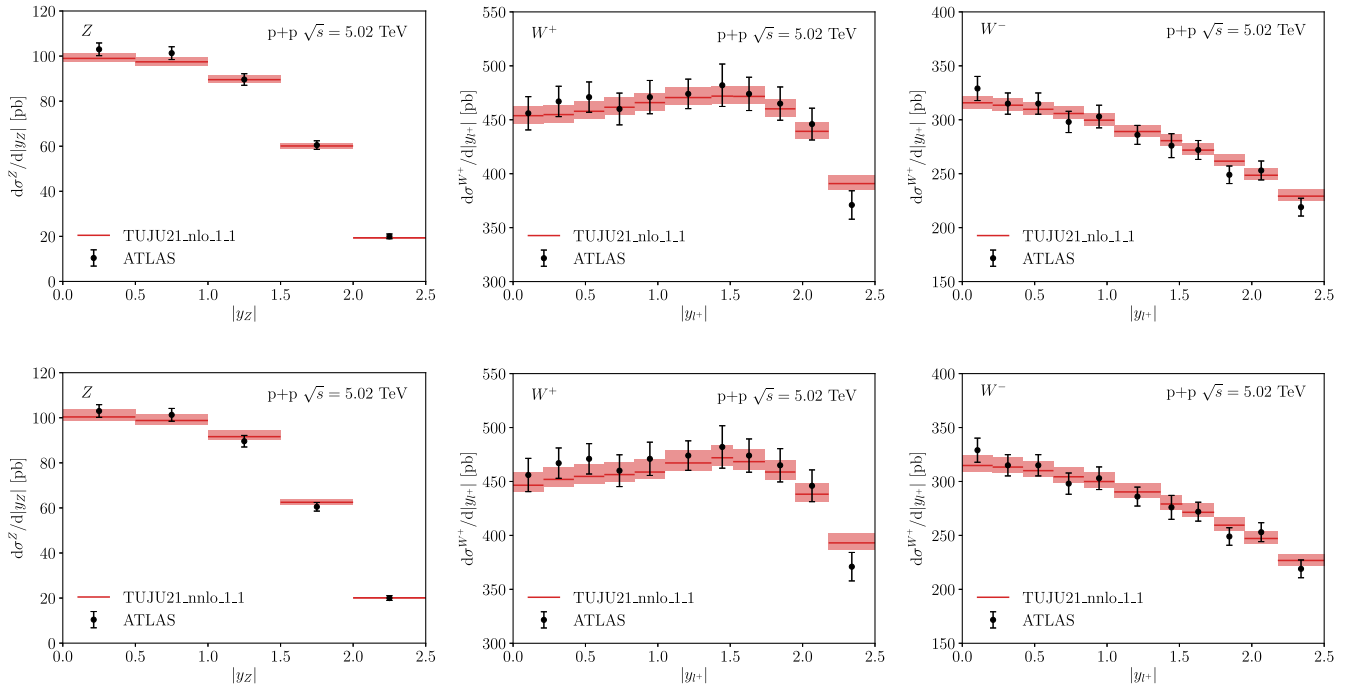 Z p+p √s = 5.02 TeV
dσ^Z/d|y_Z| [pb]
120
100
80
60
40
20
0
TUJU21_nlo_1_1
ATLAS
0.0 0.5 1.0 1.5 2.0 2.5
|y_Z|
W⁺ p+p √s = 5.02 TeV
dσ^{W⁺}/d|y_{l⁺}| [pb]
550
500
450
400
350
300
TUJU21_nlo_1_1
ATLAS
0.0 0.5 1.0 1.5 2.0 2.5
|y_{l⁺}|
W⁻ p+p √s = 5.02 TeV
dσ^{W⁺}/d|y_{l⁺}| [pb]
400
350
300
250
200
150
TUJU21_nlo_1_1
ATLAS
0.0 0.5 1.0 1.5 2.0 2.5
|y_{l⁺}|
Z p+p √s = 5.02 TeV
dσ^Z/d|y_Z| [pb]
120
100
80
60
40
20
0
TUJU21_nnlo_1_1
ATLAS
0.0 0.5 1.0 1.5 2.0 2.5
|y_Z|
W⁺ p+p √s = 5.02 TeV
dσ^{W⁺}/d|y_{l⁺}| [pb]
550
500
450
400
350
300
TUJU21_nnlo_1_1
ATLAS
0.0 0.5 1.0 1.5 2.0 2.5
|y_{l⁺}|
W⁻ p+p √s = 5.02 TeV
dσ^{W⁺}/d|y_{l⁺}| [pb]
400
350
300
250
200
150
TUJU21_nnlo_1_1
ATLAS
0.0 0.5 1.0 1.5 2.0 2.5
|y_{l⁺}|